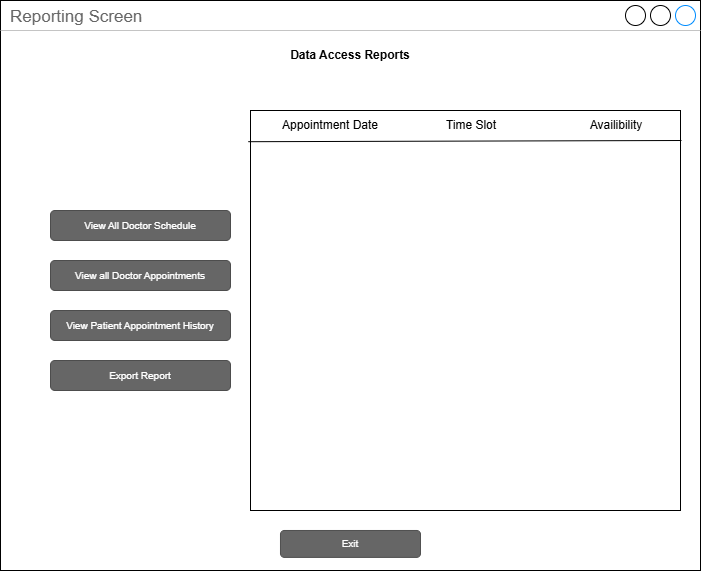 Reporting Screen
Data Access Reports
Appointment Date Time Slot Availibility
View All Doctor Schedule
View all Doctor Appointments
View Patient Appointment History
Export Report
Exit